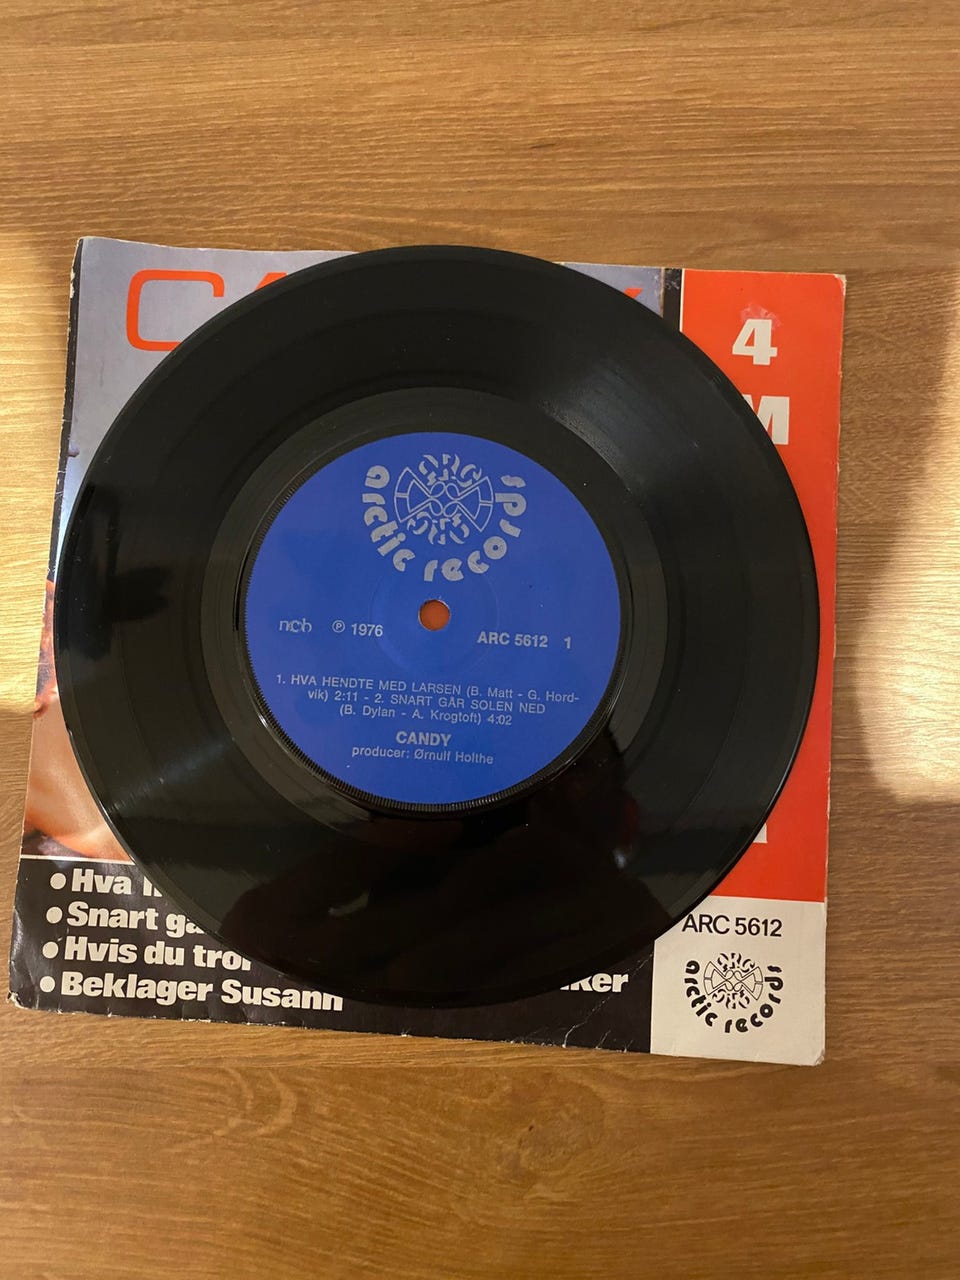 4
M
arctic records
ncb ℗ 1976
ARC 5612 1
1. HVA HENDTE MED LARSEN (B. Matt - G. Hord-
vik) 2:11 - 2. SNART GÅR SOLEN NED
(B. Dylan - A. Krogtoft) 4:02
CANDY
producer: Ørnulf Holthe
• Hva
• Snart gå
• Hvis du tror
• Beklager Susann
ARC 5612
arctic records